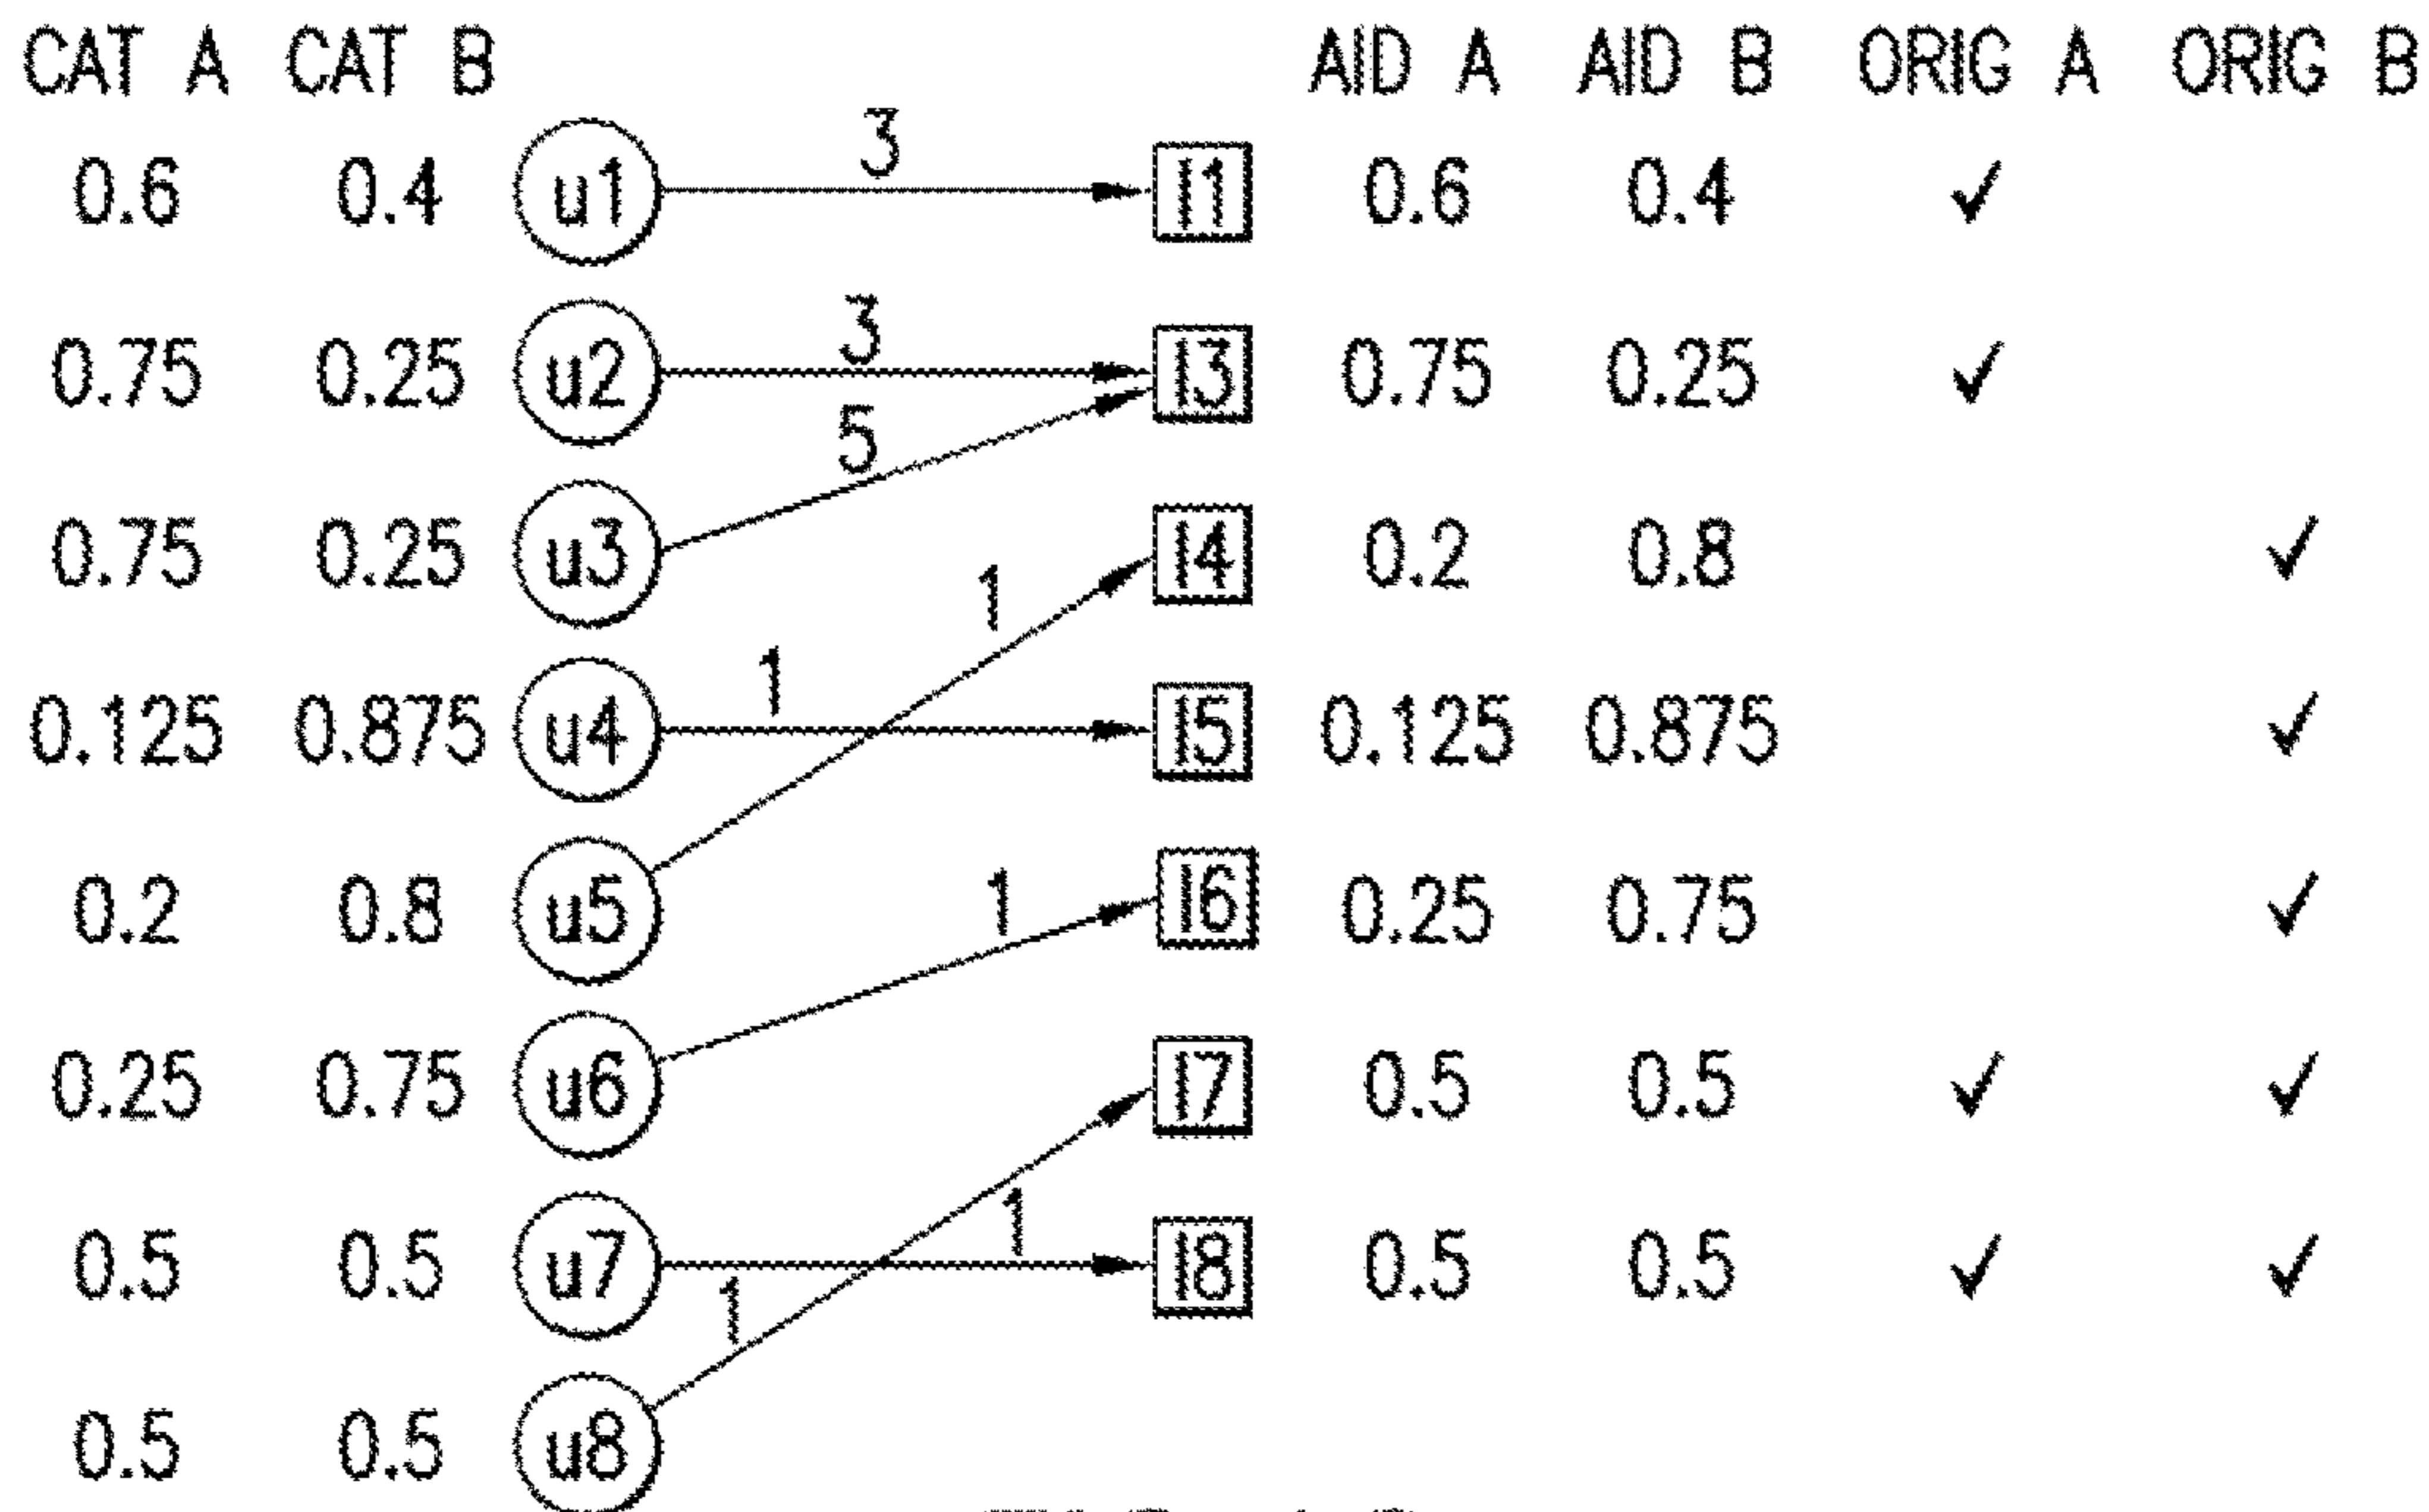 CAT A CAT B AID A AID B ORIG A ORIG B
0.6 0.4 u1 3 I1 0.6 0.4 ✓
0.75 0.25 u2 3 I3 0.75 0.25 ✓
5
0.75 0.25 u3 I4 0.2 0.8 ✓
1
0.125 0.875 u4 1 I5 0.125 0.875 ✓
0.2 0.8 u5 1 I6 0.25 0.75 ✓
0.25 0.75 u6 I7 0.5 0.5 ✓ ✓
0.5 0.5 u7 1 I8 0.5 0.5 ✓ ✓
1
0.5 0.5 u8